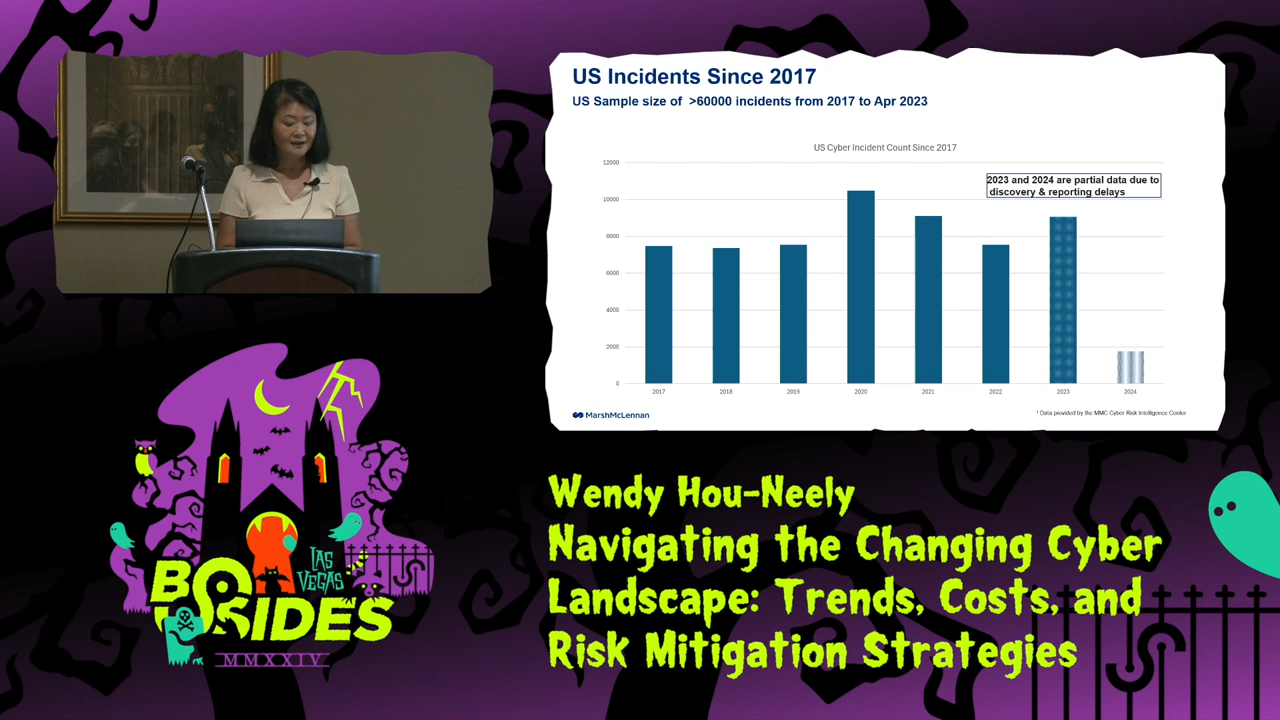 US Incidents Since 2017
US Sample size of >60000 incidents from 2017 to Apr 2023
US Cyber Incident Count Since 2017
12000
10000
8000
6000
4000
2000
0
2023 and 2024 are partial data due to
discovery & reporting delays
2017 2018 2019 2020 2021 2022 2023 2024
MarshMcLennan
¹ Data provided by the MMC Cyber Risk Intelligence Center
LAS
VEGAS
BSIDES
MMXXIV
Wendy Hou-Neely
Navigating the Changing Cyber
Landscape: Trends, Costs, and
Risk Mitigation Strategies